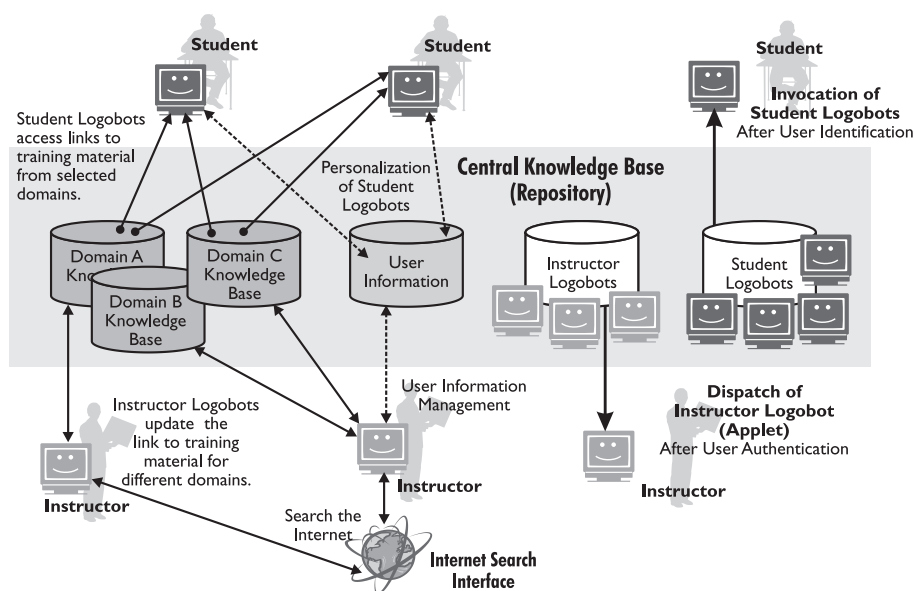 Student
Student
Student
Student Logobots
access links to
training material
from selected
domains.
Invocation of
Student Logobots
After User Identification
Personalization
of Student
Logobots
Central Knowledge Base
(Repository)
Domain A
Know
Domain B
Knowledge
Base
Domain C
Knowledge
Base
User
Information
Instructor
Logobots
Student
Logobots
Instructor Logobots
update the
link to training
material for
different domains.
Instructor
User Information
Management
Instructor
Dispatch of
Instructor Logobot
(Applet)
After User Authentication
Instructor
Search the
Internet
Internet Search
Interface